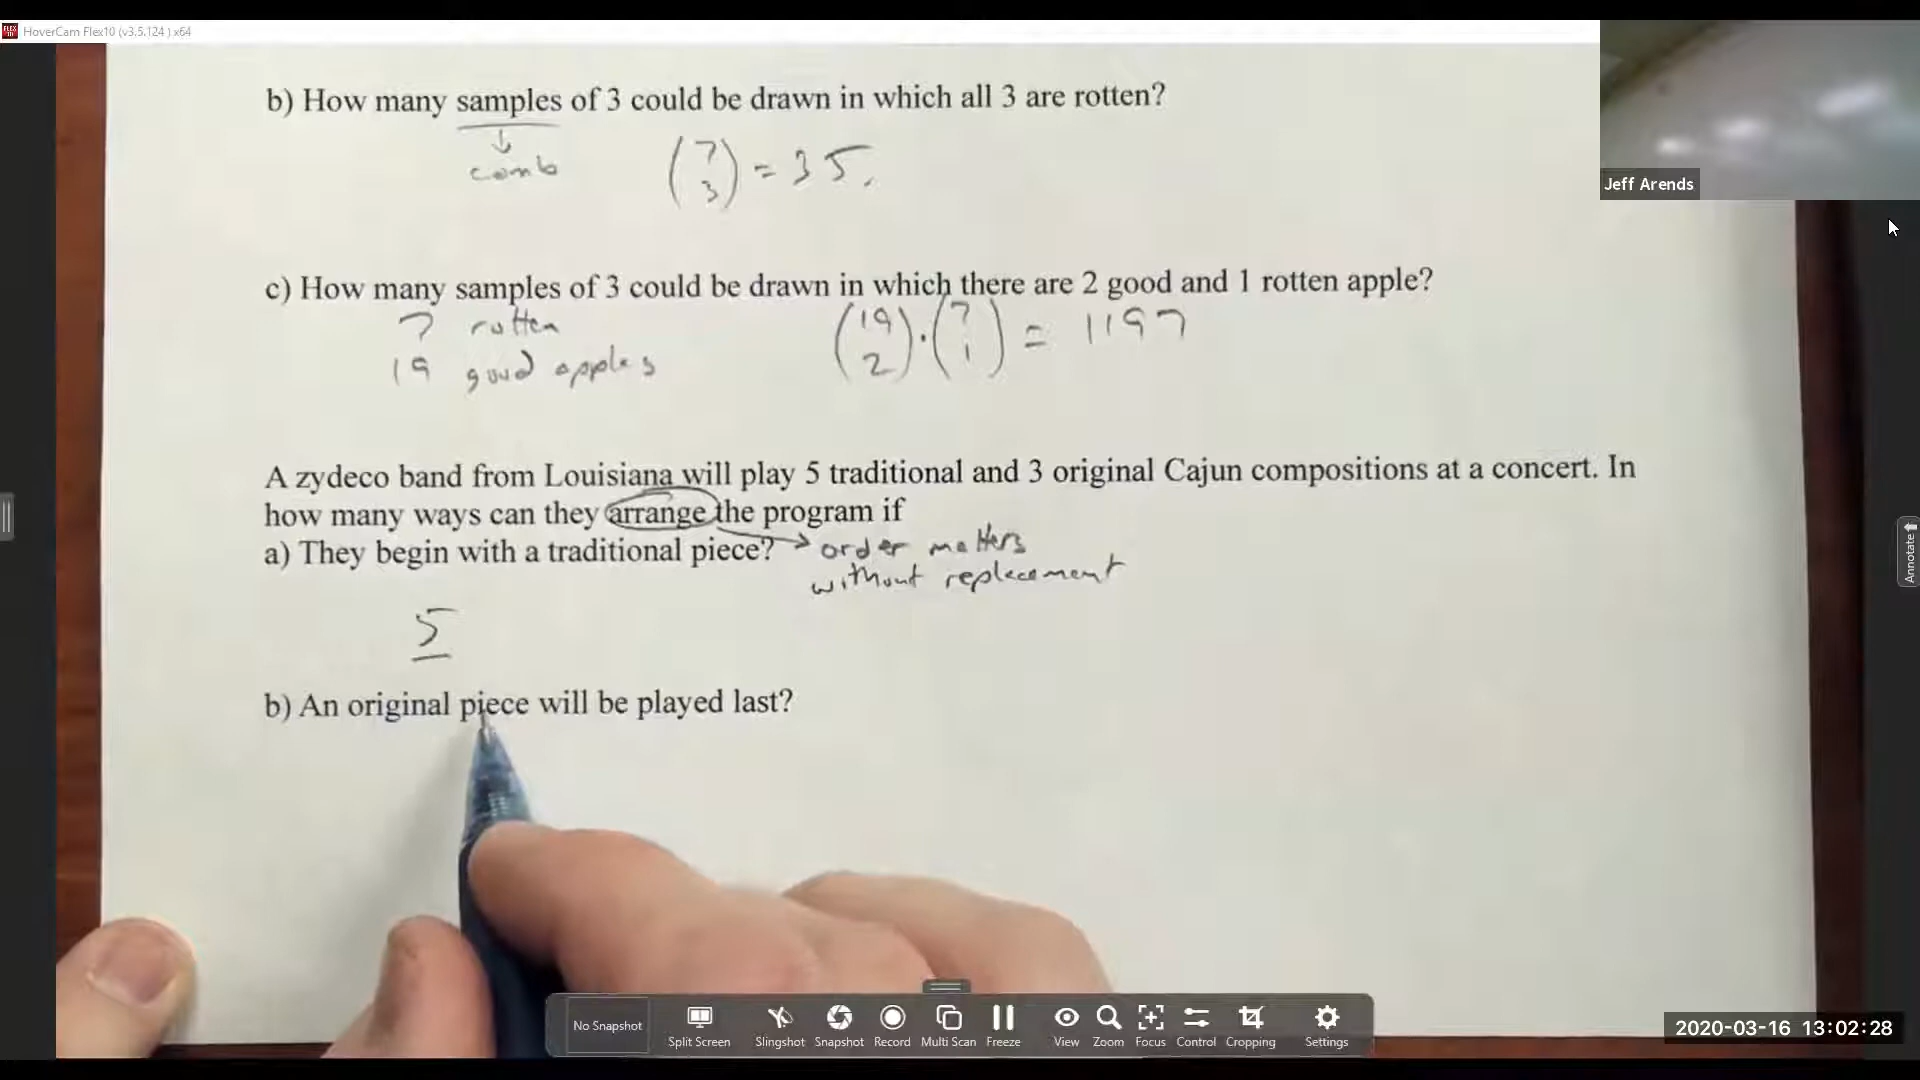 HoverCam Flex10 (v3.5.124 ) x64
Jeff Arends
b) How many samples of 3 could be drawn in which all 3 are rotten?
comb
(7 3) = 35.
c) How many samples of 3 could be drawn in which there are 2 good and 1 rotten apple?
7 rotten
19 good apples
(19 2)·(7 1) = 1197
A zydeco band from Louisiana will play 5 traditional and 3 original Cajun compositions at a concert. In
how many ways can they arrange the program if
a) They begin with a traditional piece? → order matters
without replacement
5
b) An original piece will be played last?
Annotate
No Snapshot
Split Screen
Slingshot
Snapshot
Record
Multi Scan
Freeze
View
Zoom
Focus
Control
Cropping
Settings
2020-03-16 13:02:28